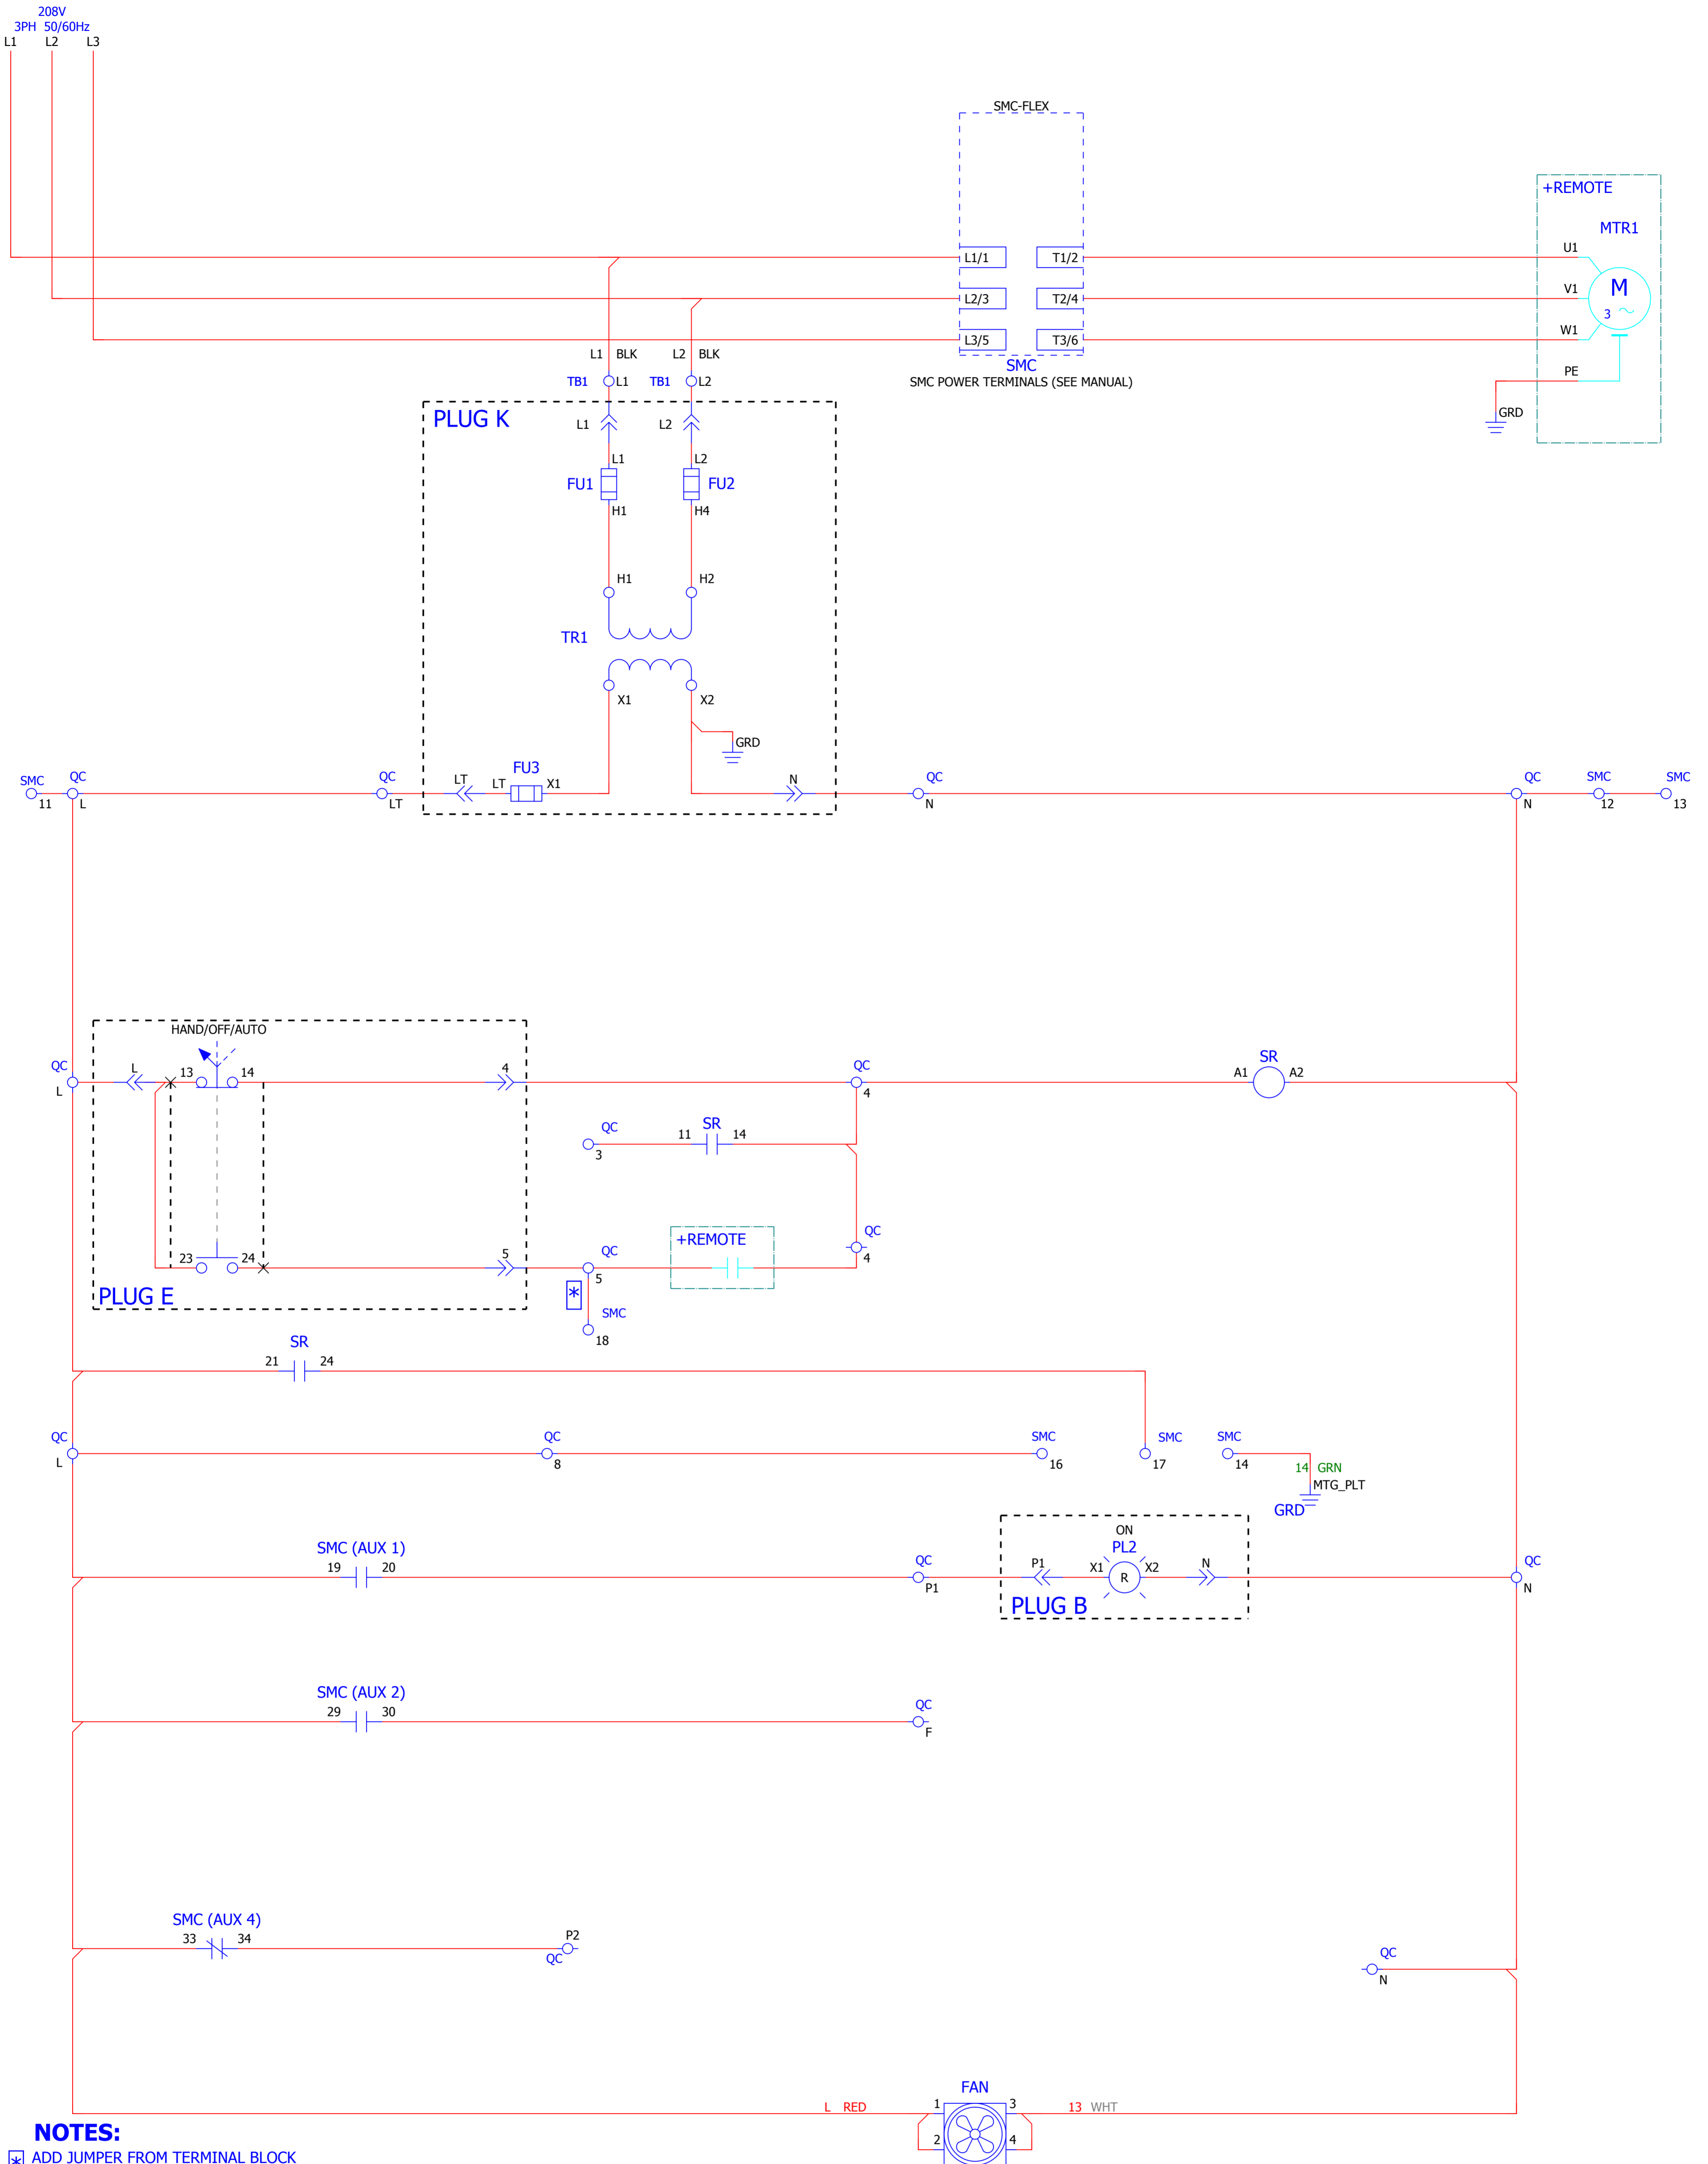 208V
3PH 50/60Hz
L1 L2 L3
SMC-FLEX
+REMOTE
MTR1
U1
L1/1 T1/2
M
3
V1
L2/3 T2/4
W1
L3/5 T3/6
L1 BLK L2 BLK
SMC
SMC POWER TERMINALS (SEE MANUAL)
PE
GRD
TB1 L1 TB1 L2
PLUG K
L1 L2
L1 L2
FU1 FU2
H1 H4
H1 H2
TR1
X1 X2
GRD
FU3
SMC QC QC LT LT X1 N QC QC SMC SMC
11 L LT N N 12 13
HAND/OFF/AUTO
QC L 13 14 4 QC SR
L 4 A1 A2
QC 11 SR 14
3
QC
+REMOTE
4
23 24 5 QC
5
PLUG E
*
SMC
18
SR
21 24
QC QC SMC SMC SMC
L 8 16 17 14
14 GRN
MTG_PLT
GRD
ON
SMC (AUX 1)
19 20
QC P1 X1 PL2 X2 N QC
P1 R N
PLUG B
SMC (AUX 2)
29 30 QC
F
SMC (AUX 4)
33 34 P2
QC
QC
N
FAN
L RED 1 3 13 WHT
2 4
NOTES:
* ADD JUMPER FROM TERMINAL BLOCK